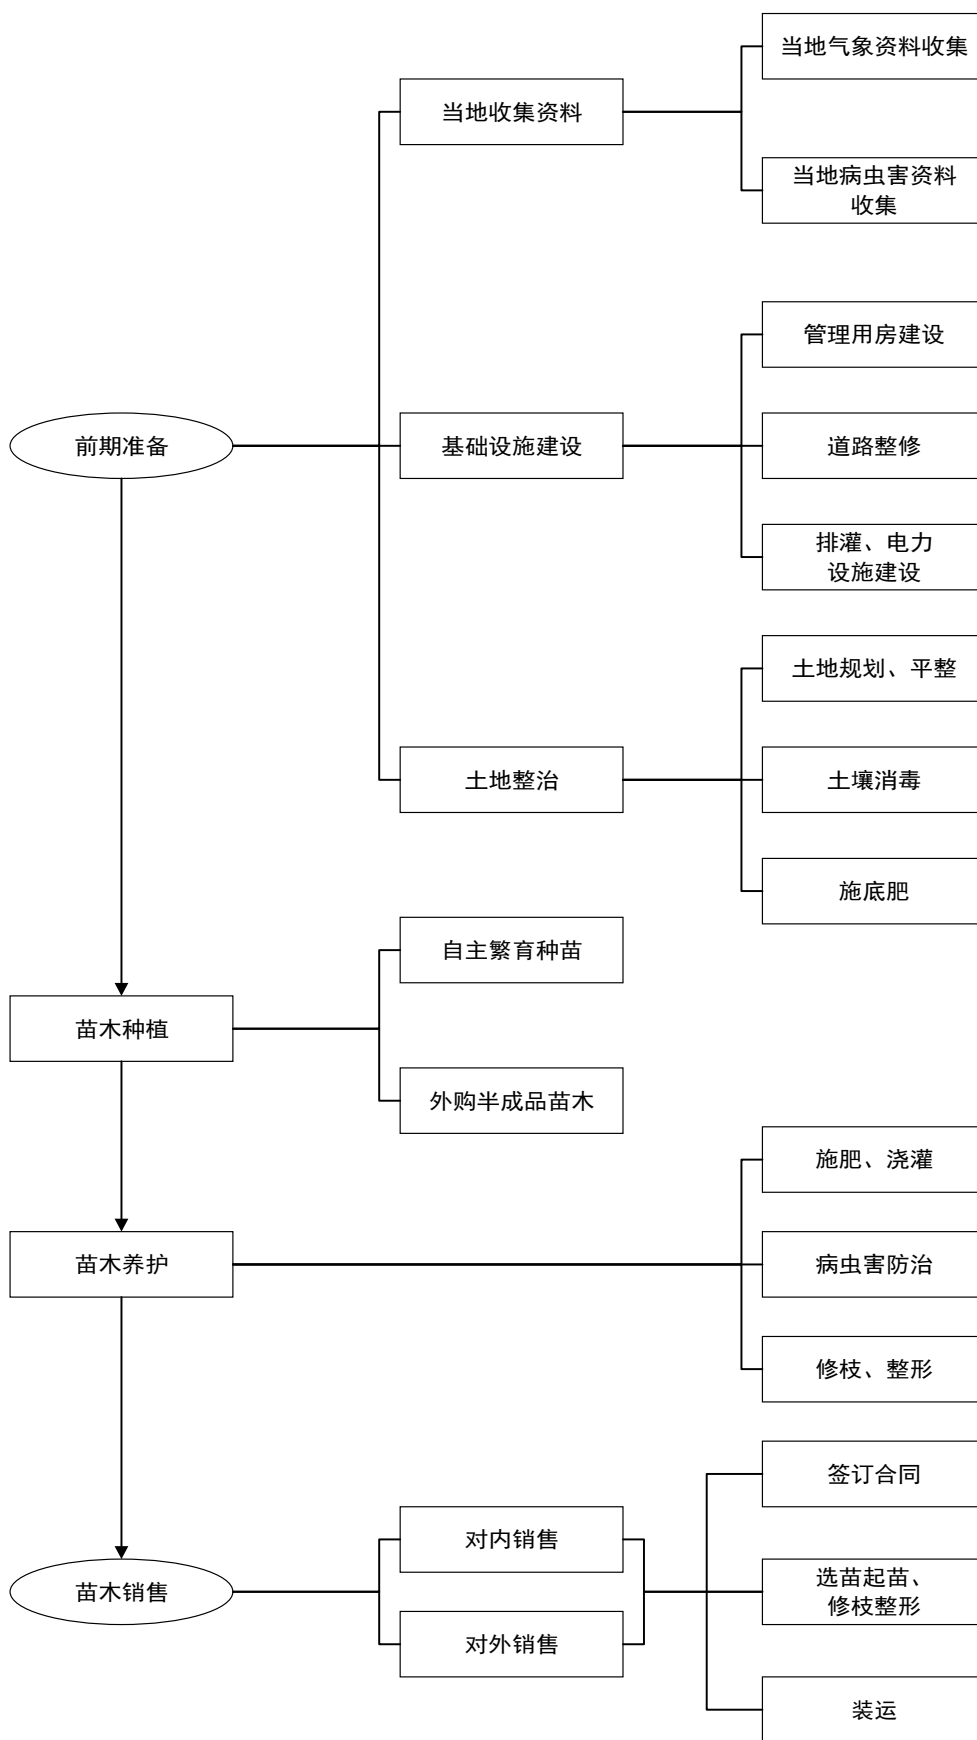 当地气象资料收集
当地收集资料
当地病虫害资料
收集
管理用房建设
前期准备
基础设施建设
道路整修
排灌、电力
设施建设
土地规划、平整
土地整治
土壤消毒
施底肥
自主繁育种苗
苗木种植
外购半成品苗木
施肥、浇灌
苗木养护
病虫害防治
修枝、整形
签订合同
对内销售
苗木销售
选苗起苗、
修枝整形
对外销售
装运